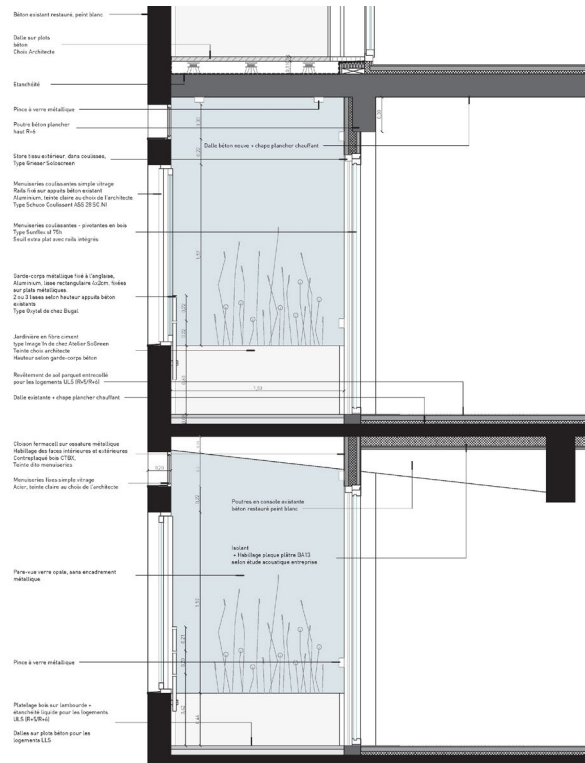 Béton existant restauré, peint blanc
Dalle sur plots
béton
Choix Architecte
Etanchéité
Pince à verre métallique
Poutre béton plancher
haut R+6
Dalle béton neuve + chape plancher chauffant
Store tissu extérieur, dans coulisses,
Type Griesser Soloscreen
Menuiseries coulissantes simple vitrage
Rails fixé sur appuits béton existant
Aluminium, teinte claire au choix de l'architecte
Type Schuco Coulissant ASS 28 SC.NI
Menuiseries coulissantes - pivotantes en bois
Type Sunflex sf 75h
Seuil extra plat avec rails intégrés
Garde-corps métallique fixé à l'anglaise,
Aluminium, lisse rectangulaire 4x2cm, fixées
sur plats métalliques
2 ou 3 lisses selon hauteur appuits béton
existants
Type Oxytal de chez Bugal
Jardinière en fibre ciment
type Image'In de chez Atelier SoGreen
Teinte choix architecte
Hauteur selon garde-corps béton
Revêtement de sol parquet entrecollé
pour les logements ULS (R+5/R+6)
Dalle existante + chape plancher chauffant
Cloison fermacell sur ossature métallique
Habillage des faces intérieures et extérieures
Contreplaqué bois CTBX,
Teinte dito menuiseries
Menuiseries fixes simple vitrage
Acier, teinte claire au choix de l'architecte
Poutres en console existante
béton restauré peint blanc
Isolant
+ Habillage plaque plâtre BA13
selon étude acoustique entreprise
Pare-vue verre opale, sans encadrement
métallique
Pince à verre métallique
Platelage bois sur lambourde +
étanchéité liquide pour les logements
ULS (R+5/R+6)
Dalles sur plots béton pour les
logements LLS